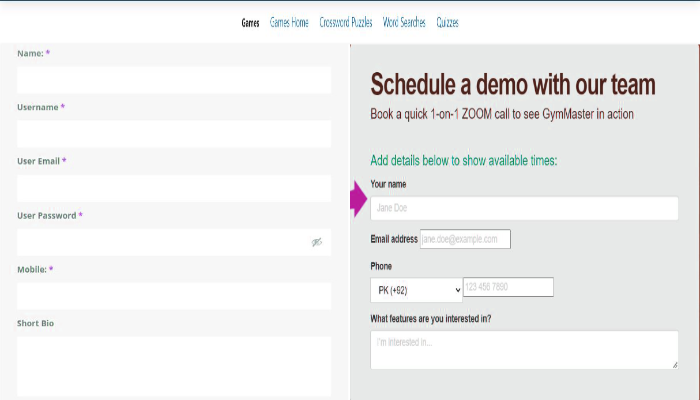 Games Games Home Crossword Puzzles Word Searches Quizzes
Name: *
Username *
User Email *
User Password *
Mobile: *
Short Bio
Schedule a demo with our team
Book a quick 1-on-1 ZOOM call to see GymMaster in action
Add details below to show available times:
Your name
Jane Doe
Email address jane.doe@example.com
Phone
PK (+92) 123 456 7890
What features are you interested in?
I'm interested in...